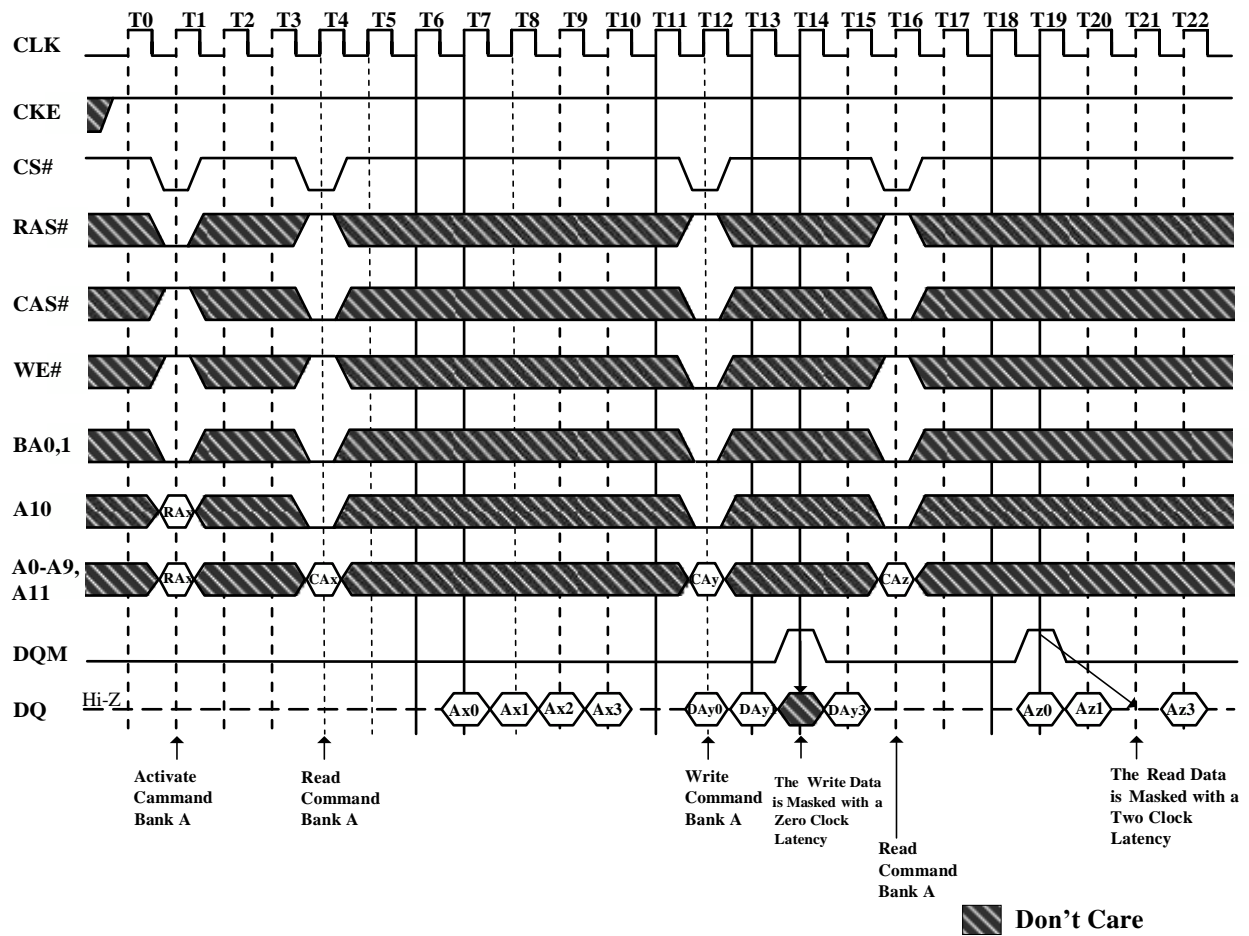 T0 T1 T2 T3 T4 T5 T6 T7 T8 T9 T10 T11 T12 T13 T14 T15 T16 T17 T18 T19 T20 T21 T22
CLK
CKE
CS#
RAS#
CAS#
WE#
BA0,1
A10
RAx
A0-A9,
A11
RAx CAx CAy CAz
DQM
Hi-Z
DQ
Ax0 Ax1 Ax2 Ax3 DAy0 DAy1 DAy3 Az0 Az1 Az3
Activate
Cammand
Bank A
Read
Command
Bank A
Write
Command
Bank A
The Write Data
is Masked with a
Zero Clock
Latency
Read
Command
Bank A
The Read Data
is Masked with a
Two Clock
Latency
Don't Care